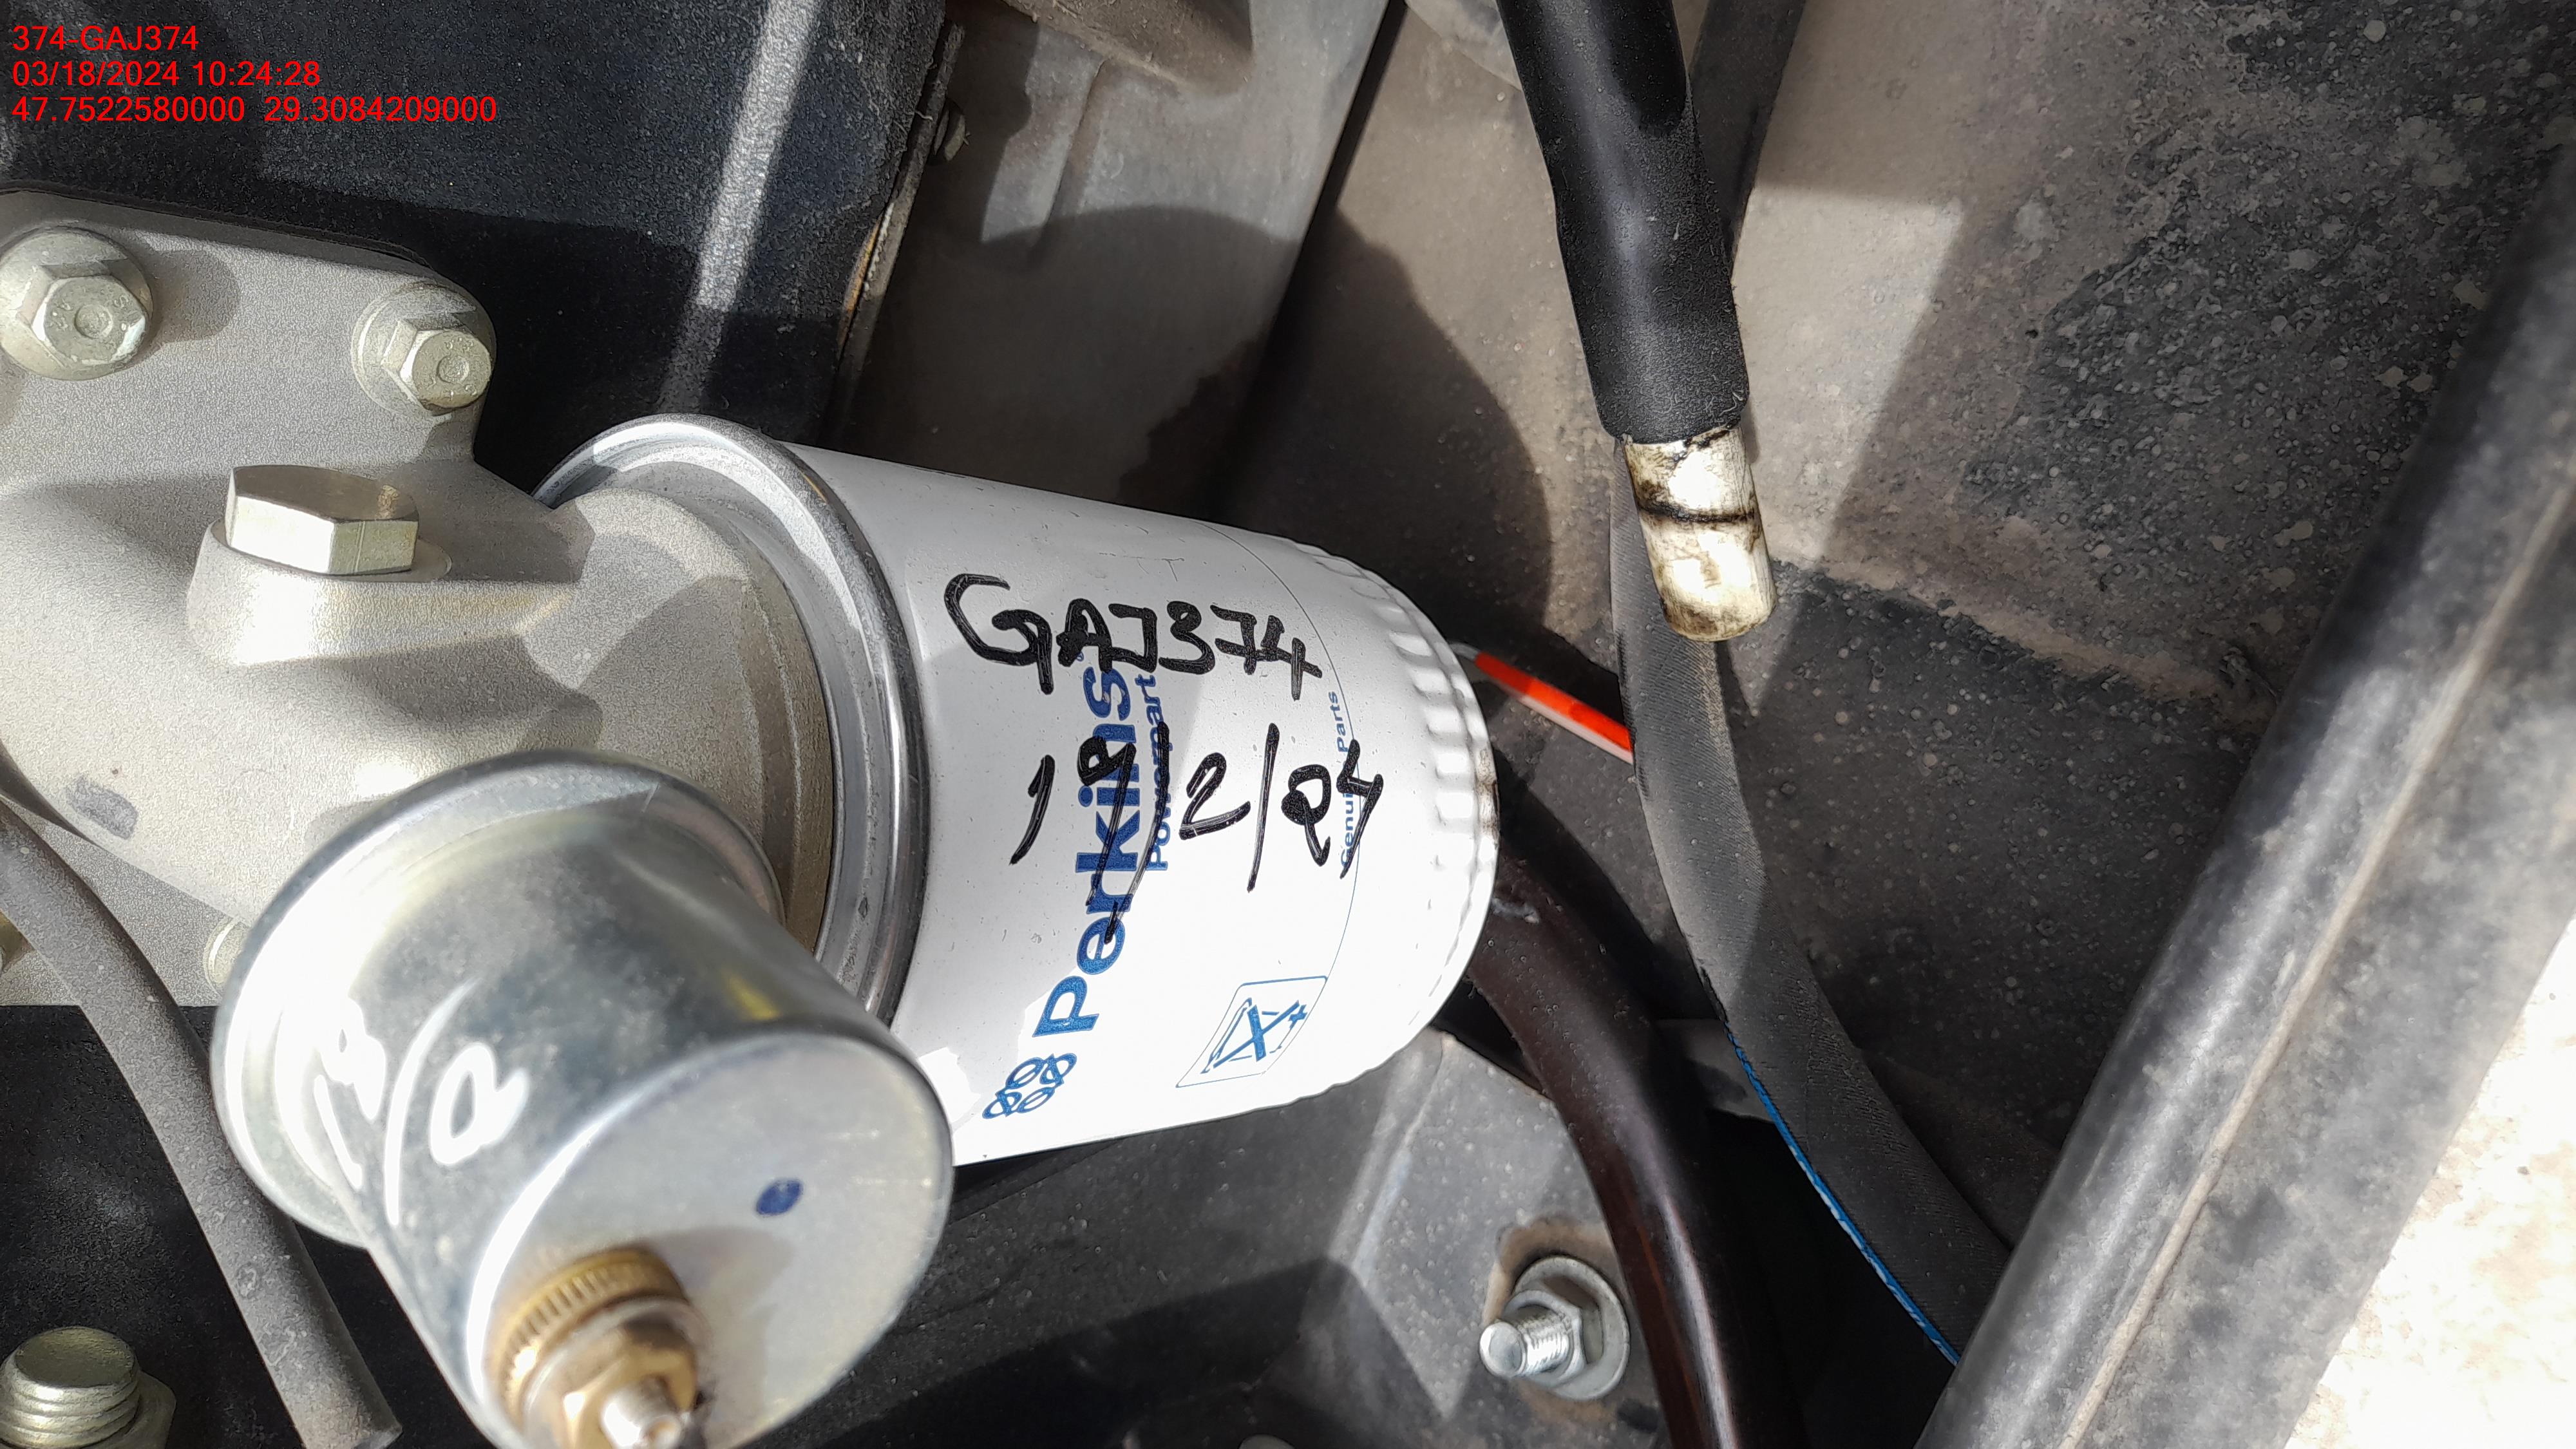 374-GAJ374
03/18/2024 10:24:28
47.7522580000 29.3084209000
GAJ374
19/2/24
Perkins
Powerpart
Genuine Parts